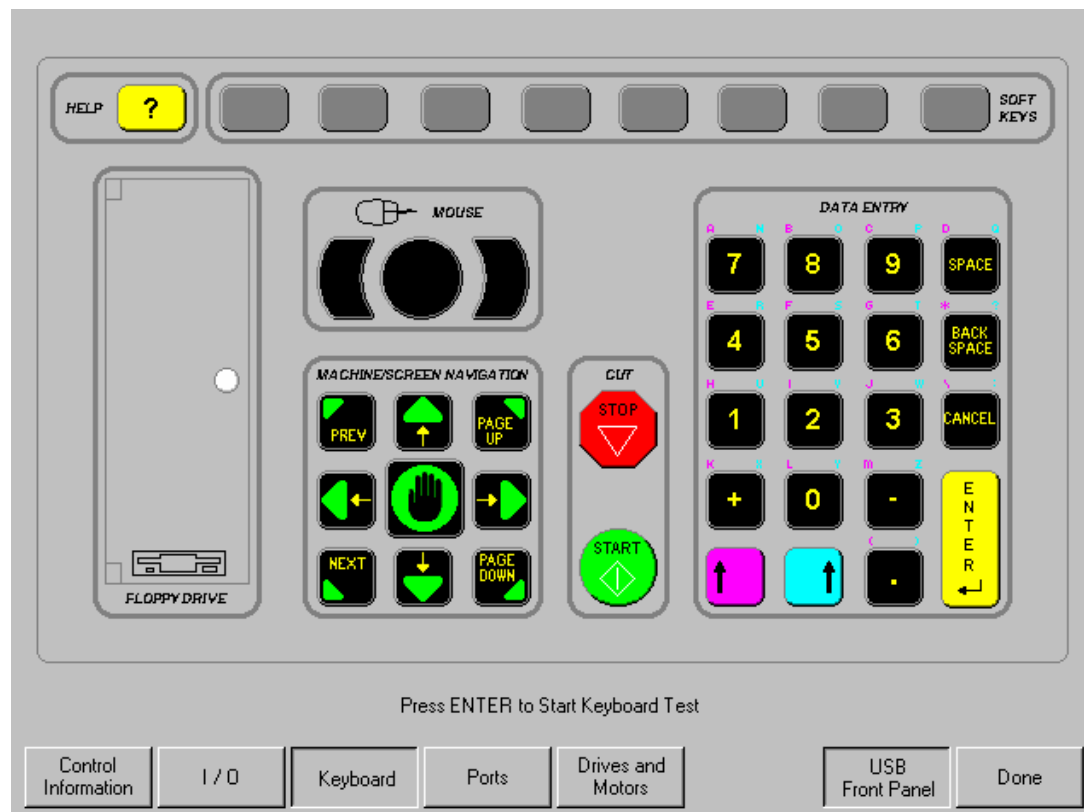 HELP
?
SOFT
KEYS
MOUSE
DATA ENTRY
A N B O C P D Q
7 8 9 SPACE
E R F S G T * ?
4 5 6 BACK
SPACE
MACHINE/SCREEN NAVIGATION
CUT
H U I V J W \ :
PREV
PAGE
UP
STOP
1 2 3 CANCEL
K X L Y M Z
+ 0 -
E
N
T
E
R
NEXT
PAGE
DOWN
START
( )
.
FLOPPY DRIVE
Press ENTER to Start Keyboard Test
Control
Information
I / O
Keyboard
Ports
Drives and
Motors
USB
Front Panel
Done